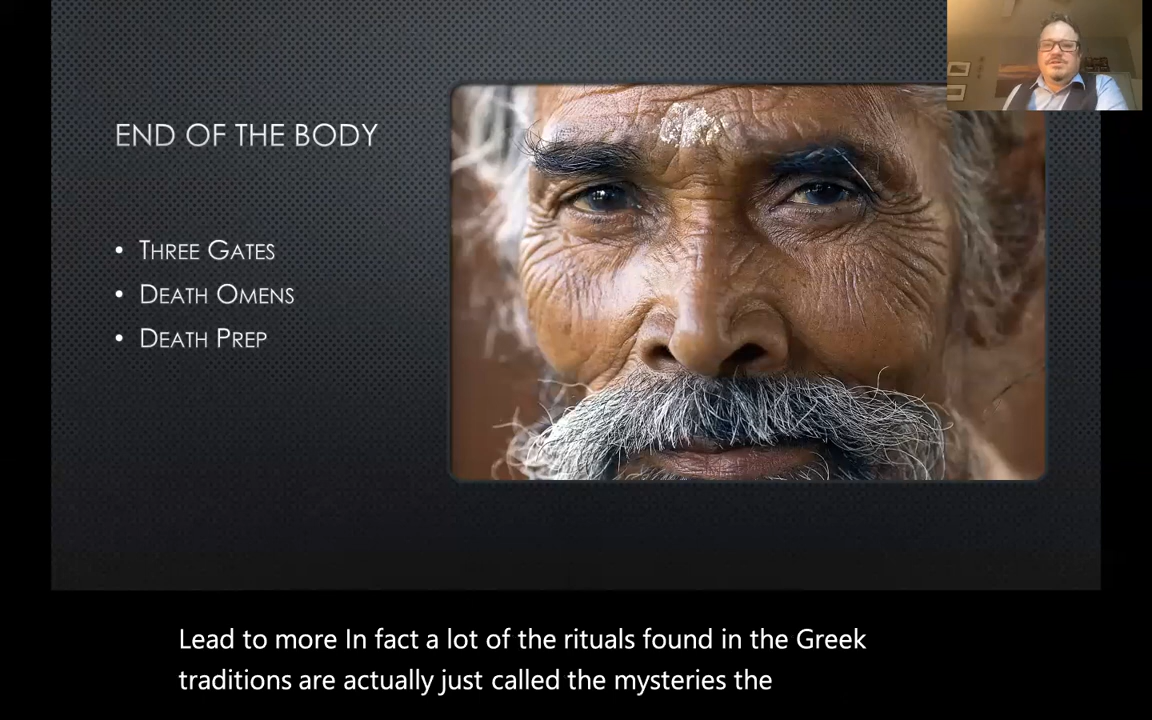 END OF THE BODY
• THREE GATES
• DEATH OMENS
• DEATH PREP
Lead to more In fact a lot of the rituals found in the Greek
traditions are actually just called the mysteries the